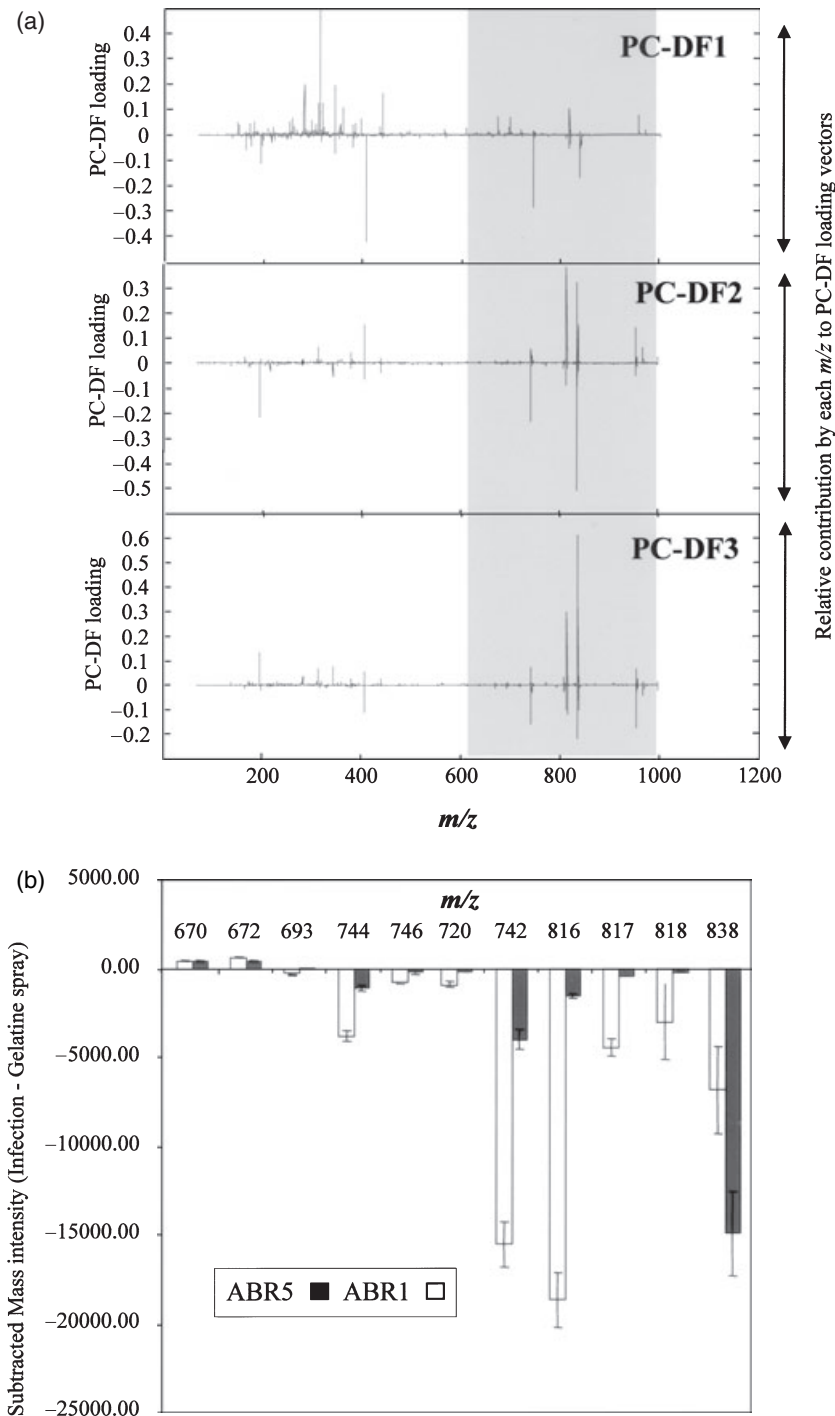 (a)
PC-DF1
PC-DF loading
0.4
0.3
0.2
0.1
0
–0.1
–0.2
–0.3
–0.4
PC-DF2
PC-DF loading
0.3
0.2
0.1
0
–0.1
–0.2
–0.3
–0.4
–0.5
PC-DF3
PC-DF loading
0.6
0.5
0.4
0.3
0.2
0.1
0
–0.1
–0.2
200 400 600 800 1000 1200
m/z
Relative contribution by each m/z to PC-DF loading vectors
(b)
m/z
670 672 693 744 746 720 742 816 817 818 838
5000.00
0.00
–5000.00
–10000.00
–15000.00
–20000.00
–25000.00
Subtracted Mass intensity (Infection - Gelatine spray)
ABR5 ABR1